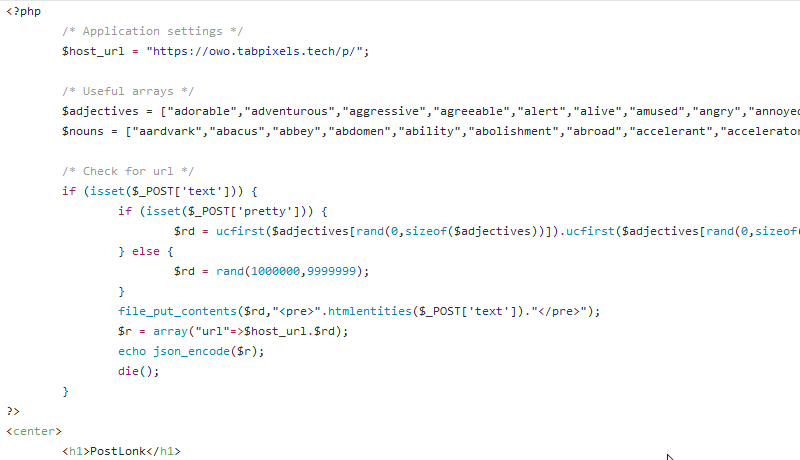 <?php
/* Application settings */
$host_url = "https://owo.tabpixels.tech/p/";
/* Useful arrays */
$adjectives = ["adorable","adventurous","aggressive","agreeable","alert","alive","amused","angry","annoyed
$nouns = ["aardvark","abacus","abbey","abdomen","ability","abolishment","abroad","accelerant","accelerator
/* Check for url */
if (isset($_POST['text'])) {
if (isset($_POST['pretty'])) {
$rd = ucfirst($adjectives[rand(0,sizeof($adjectives))]).ucfirst($adjectives[rand(0,sizeof(
} else {
$rd = rand(1000000,9999999);
}
file_put_contents($rd,"<pre>".htmlentities($_POST['text'])."</pre>");
$r = array("url"=>$host_url.$rd);
echo json_encode($r);
die();
}
?>
<center>
<h1>PostLonk</h1>